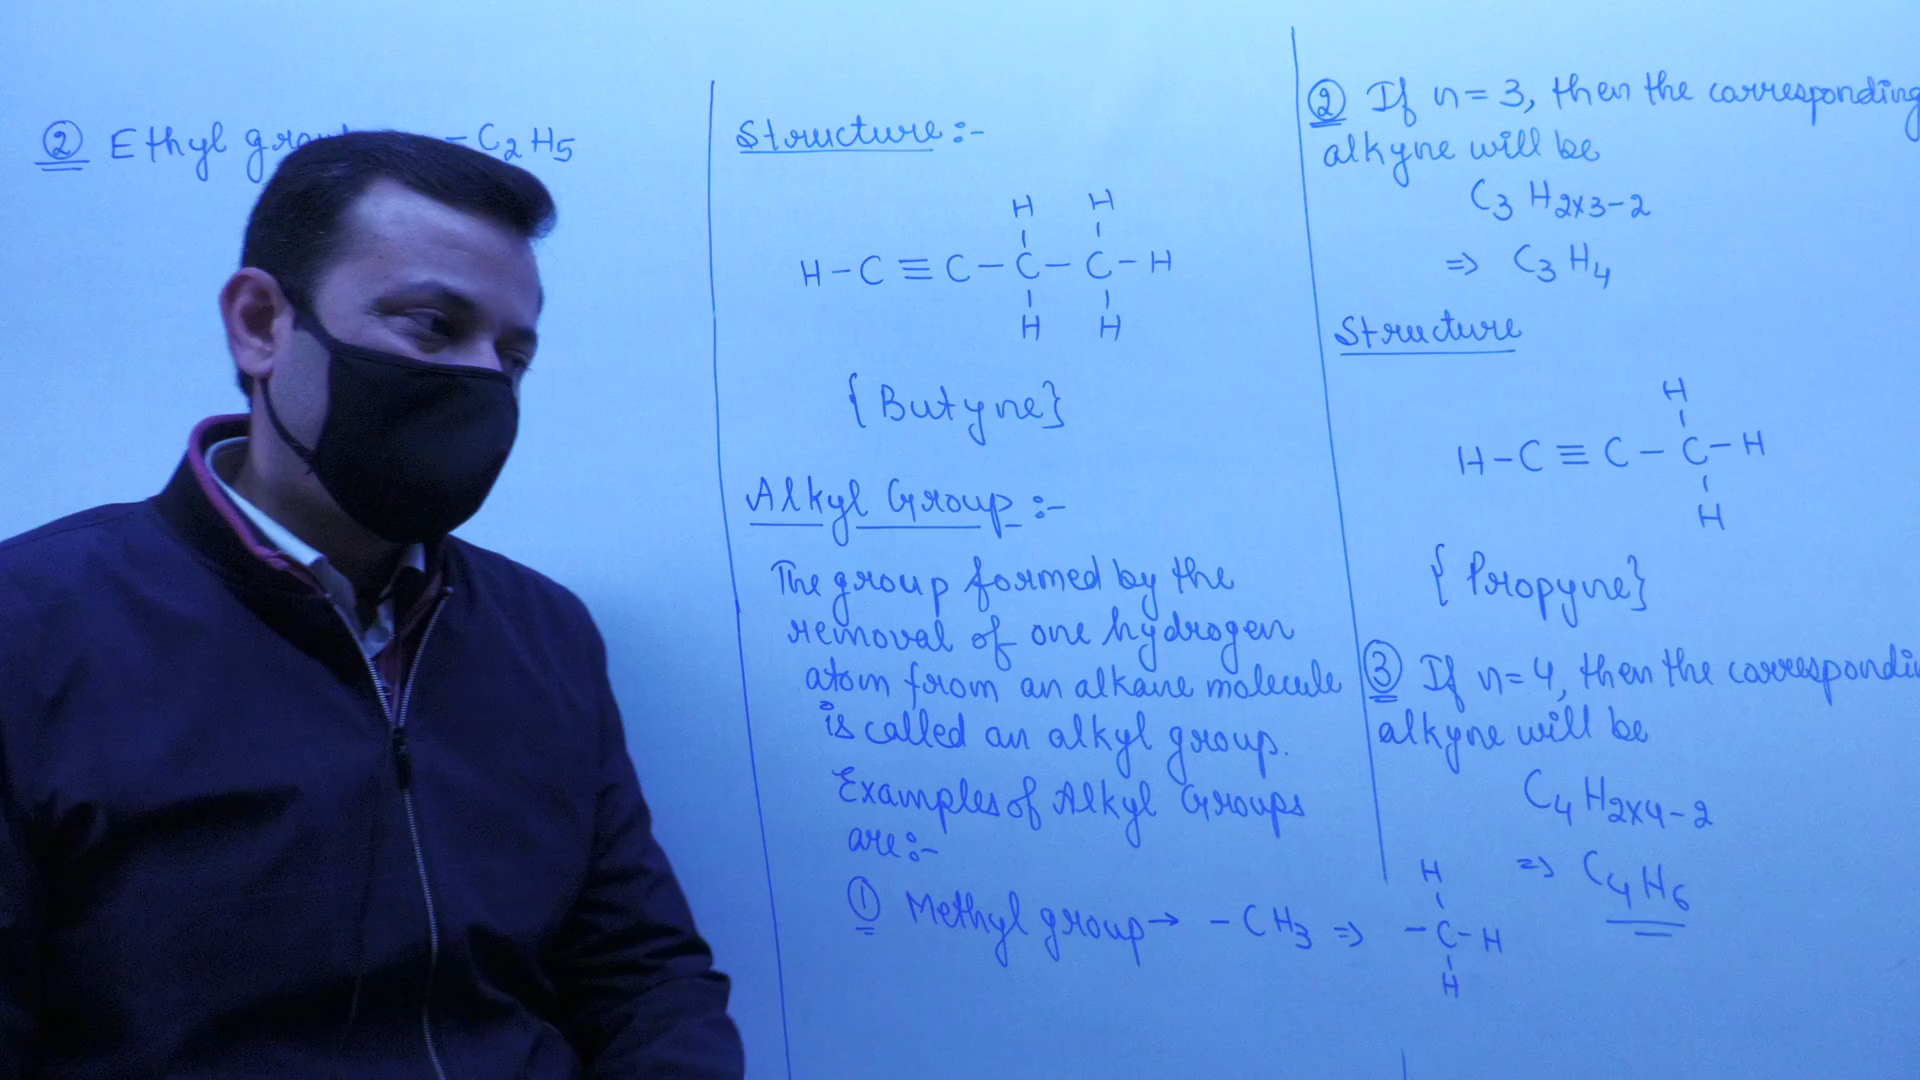 ② Ethyl group -C2H5
Structure :-
H H
H-C≡C-C-C-H
H H
{Butyne}
Alkyl Group :-
The group formed by the
removal of one hydrogen
atom from an alkane molecule
is called an alkyl group.
Examples of Alkyl Groups
are:-
① Methyl group → -CH3 ⇒
H
-C-H
H
② If n=3, then the corresponding
alkyne will be
C3 H2x3-2
⇒ C3H4
Structure
H
H-C≡C-C-H
H
{Propyne}
③ If n=4, then the
alkyne will be
C4 H2x4-2
⇒ C4H6